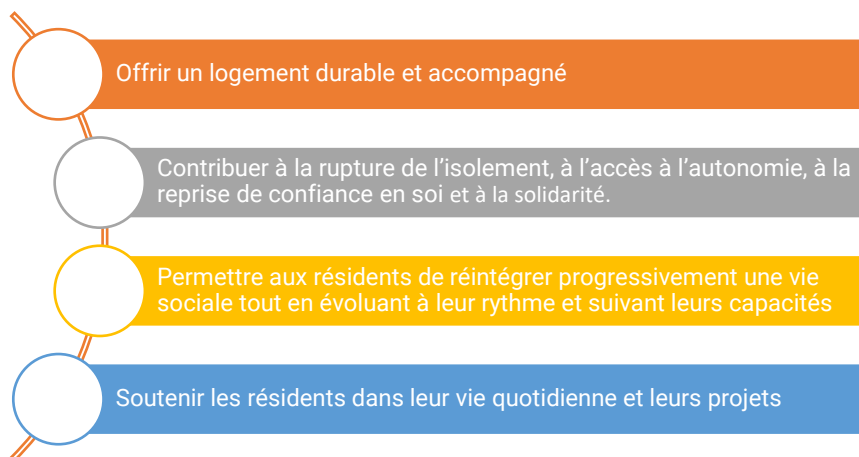 Offrir un logement durable et accompagné
Contribuer à la rupture de l’isolement, à l’accès à l’autonomie, à la
reprise de confiance en soi et à la solidarité.
Permettre aux résidents de réintégrer progressivement une vie
sociale tout en évoluant à leur rythme et suivant leurs capacités
Soutenir les résidents dans leur vie quotidienne et leurs projets